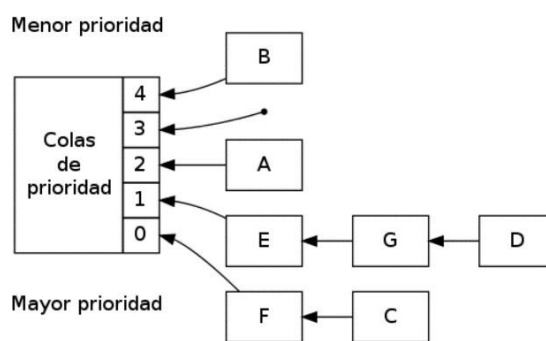 Menor prioridad
B
4
3
Colas
de
prioridad
2
A
1
E
G
D
0
Mayor prioridad
F
C